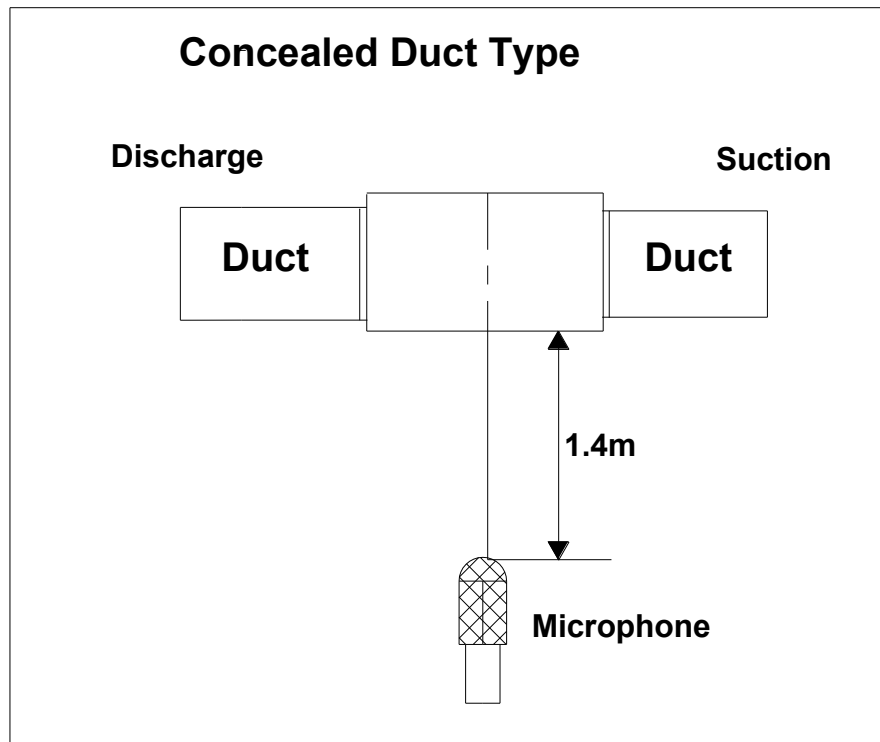 Concealed Duct Type
Discharge
Suction
Duct
Duct
1.4m
Microphone